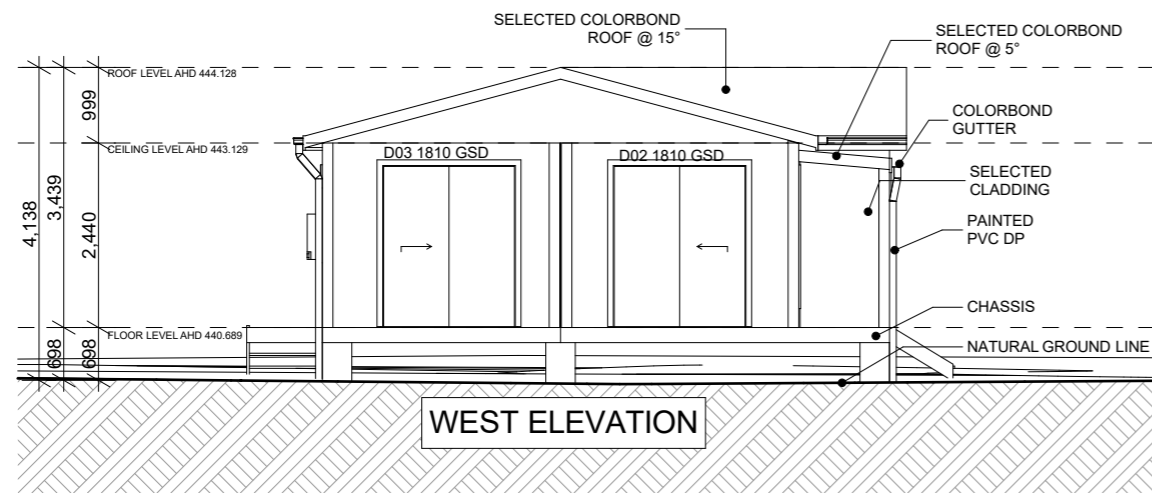 SELECTED COLORBOND
ROOF @ 15°
SELECTED COLORBOND
ROOF @ 5°
ROOF LEVEL AHD 444.128
999
COLORBOND
GUTTER
CEILING LEVEL AHD 443.129
D03 1810 GSD
D02 1810 GSD
SELECTED
CLADDING
4,138
3,439
2,440
PAINTED
PVC DP
CHASSIS
FLOOR LEVEL AHD 440.689
698
698
NATURAL GROUND LINE
WEST ELEVATION